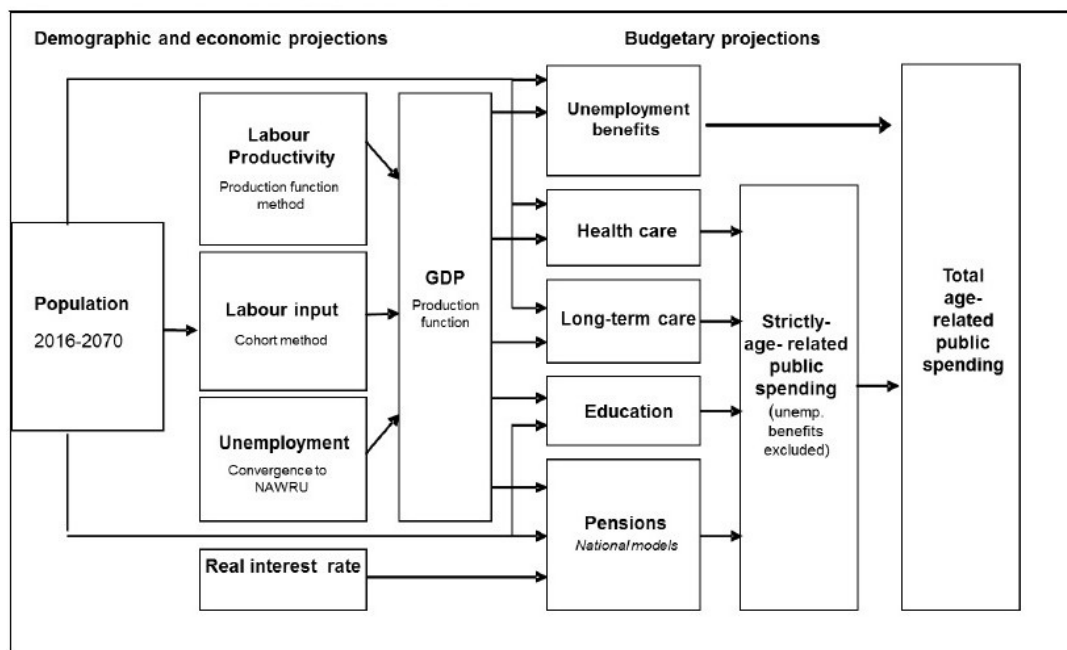 Demographic and economic projections
Budgetary projections
Population
2016-2070
Labour
Productivity
Production function
method
Labour input
Cohort method
Unemployment
Convergence to
NAWRU
Real interest rate
GDP
Production
function
Unemployment
benefits
Health care
Long-term care
Education
Pensions
National models
Strictly-
age- related
public
spending
(unemp.
benefits
excluded)
Total
age-
related
public
spending